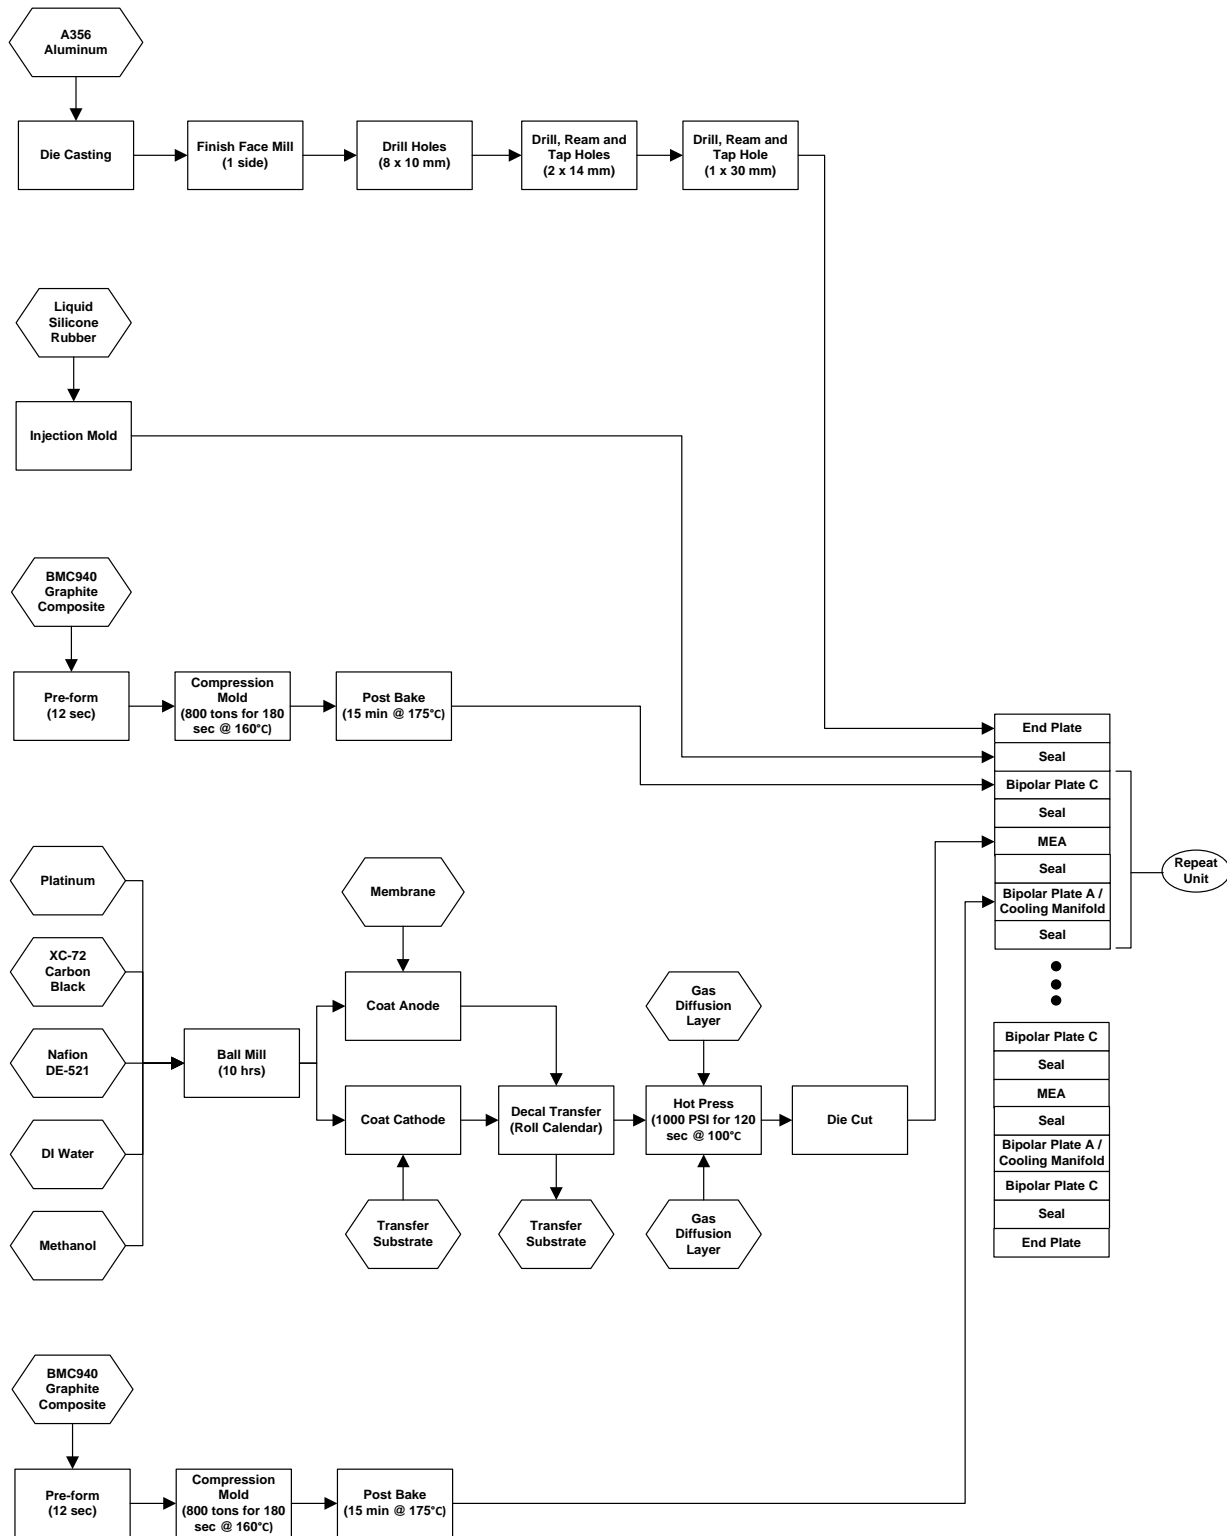 A356
Aluminum
Die Casting
Finish Face Mill
(1 side)
Drill Holes
(8 x 10 mm)
Drill, Ream and
Tap Holes
(2 x 14 mm)
Drill, Ream and
Tap Hole
(1 x 30 mm)
Liquid
Silicone
Rubber
Injection Mold
BMC940
Graphite
Composite
Pre-form
(12 sec)
Compression
Mold
(800 tons for 180
sec @ 160°C)
Post Bake
(15 min @ 175°C)
End Plate
Seal
Bipolar Plate C
Seal
MEA
Seal
Bipolar Plate A /
Cooling Manifold
Seal
Repeat
Unit
Platinum
XC-72
Carbon
Black
Nafion
DE-521
DI Water
Methanol
Ball Mill
(10 hrs)
Membrane
Coat Anode
Coat Cathode
Transfer
Substrate
Decal Transfer
(Roll Calendar)
Transfer
Substrate
Gas
Diffusion
Layer
Hot Press
(1000 PSI for 120
sec @ 100°C
Gas
Diffusion
Layer
Die Cut
Bipolar Plate C
Seal
MEA
Seal
Bipolar Plate A /
Cooling Manifold
Bipolar Plate C
Seal
End Plate
BMC940
Graphite
Composite
Pre-form
(12 sec)
Compression
Mold
(800 tons for 180
sec @ 160°C)
Post Bake
(15 min @ 175°C)